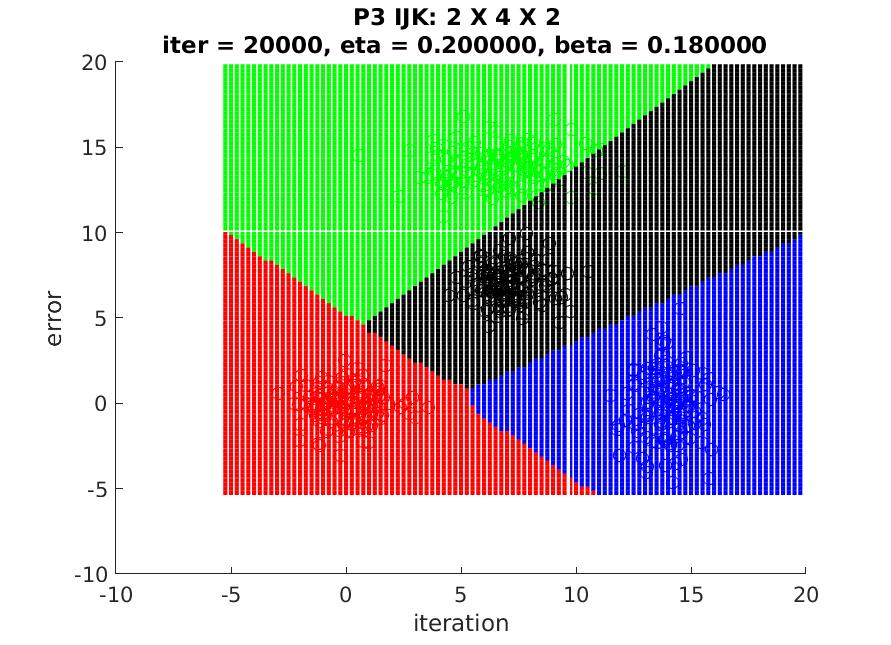 P3 IJK: 2 X 4 X 2
iter = 20000, eta = 0.200000, beta = 0.180000
20
15
10
5
0
-5
-10
error
-10 -5 0 5 10 15 20
iteration